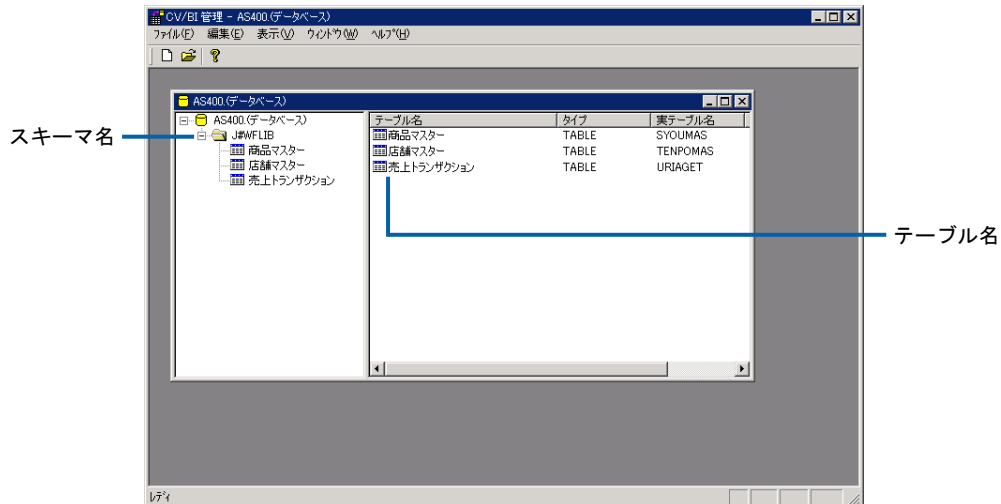 CV/BI 管理 - AS400.(データベース)
ファイル(F) 編集(E) 表示(V) ウィンドウ(W) ヘルプ(H)
AS400.(データベース)
AS400.(データベース)
テーブル名 タイプ 実テーブル名
スキーマ名
J#WFLIB
商品マスター TABLE SYOUMAS
商品マスター
店舗マスター TABLE TENPOMAS
店舗マスター
売上トランザクション TABLE URIAGET
売上トランザクション
テーブル名
レディ